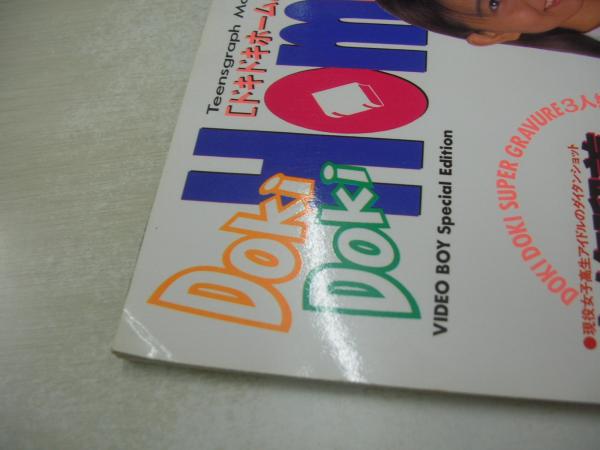 Teensgraph Ma
[ドキドキホーム
Hom
Doki
Doki
VIDEO BOY Special Edition
DOKI DOKI SUPER GRAVURE 3人
●現役女子高生アイドルのダイタンショット